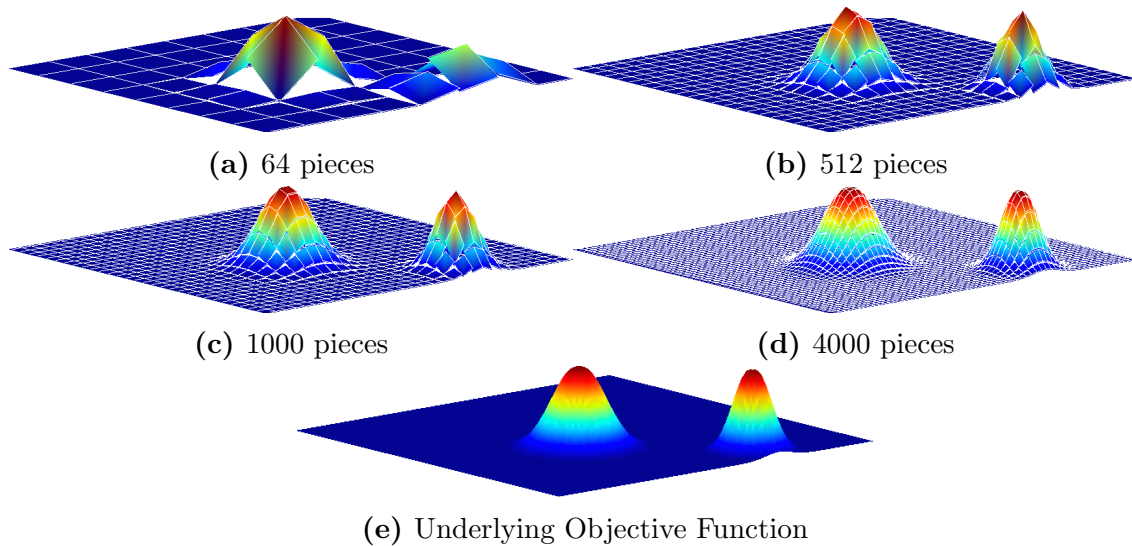 (a) 64 pieces
(b) 512 pieces
(c) 1000 pieces
(d) 4000 pieces
(e) Underlying Objective Function